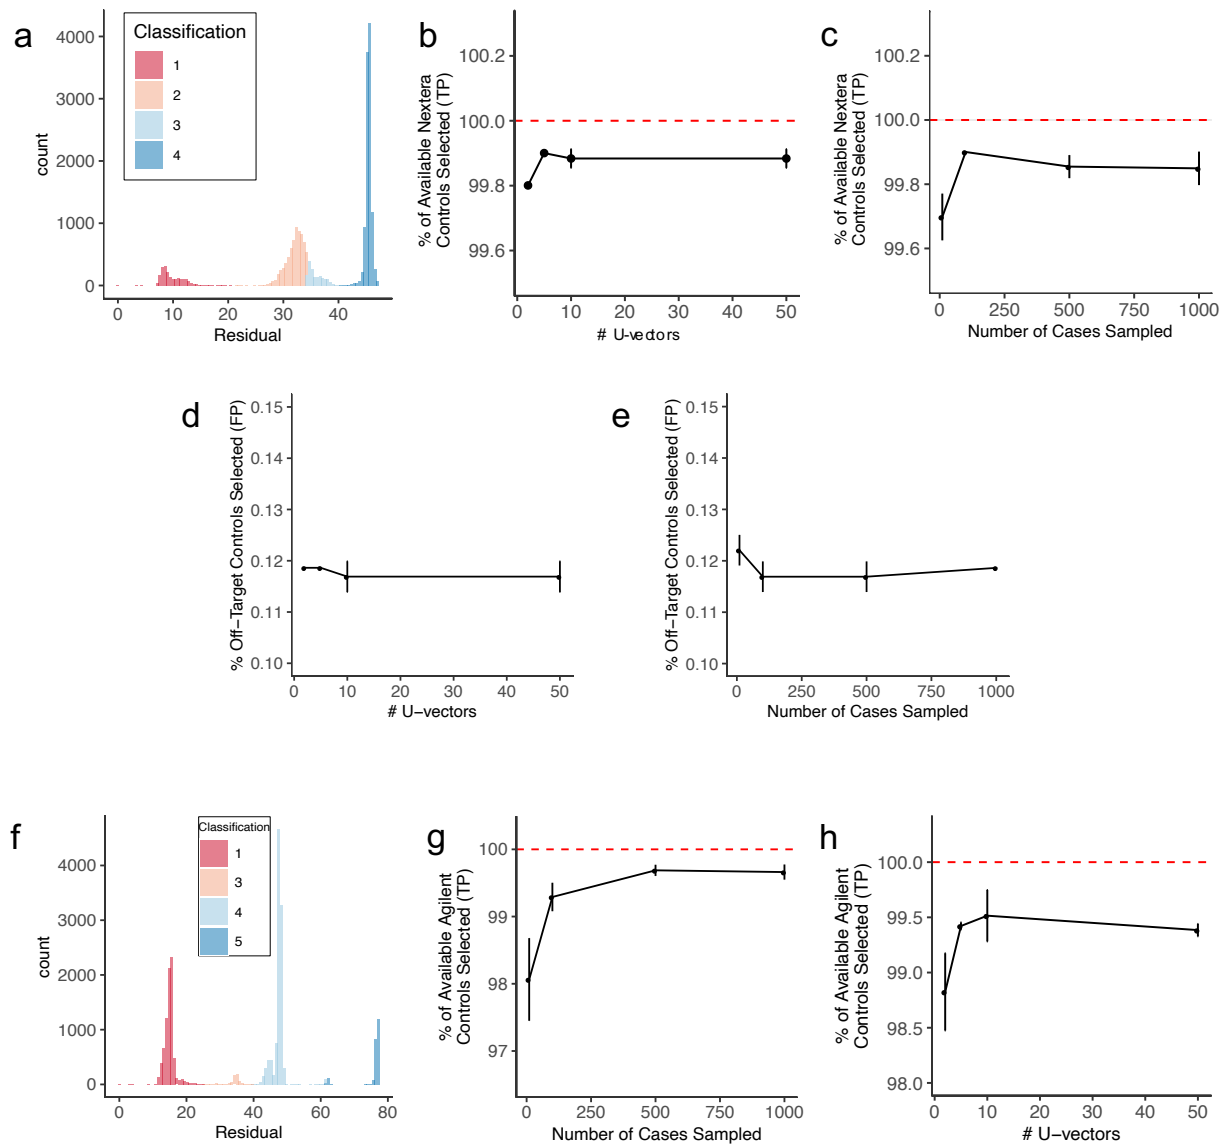 a
Classification
1
2
3
4
4000
3000
2000
1000
0
count
0 10 20 30 40
Residual
b
100.2
100.0
99.8
99.6
% of Available Nextera
Controls Selected (TP)
0 10 20 30 40 50
# U-vectors
c
100.2
100.0
99.8
99.6
% of Available Nextera
Controls Selected (TP)
0 250 500 750 1000
Number of Cases Sampled
d
0.15
0.14
0.13
0.12
0.11
0.10
% Off-Target Controls Selected (FP)
0 10 20 30 40 50
# U-vectors
e
0.15
0.14
0.13
0.12
0.11
0.10
% Off-Target Controls Selected (FP)
0 250 500 750 1000
Number of Cases Sampled
f
Classification
1
3
4
5
4000
3000
2000
1000
0
count
0 20 40 60 80
Residual
g
100
99
98
97
% of Available Agilent
Controls Selected (TP)
0 250 500 750 1000
Number of Cases Sampled
h
100.0
99.5
99.0
98.5
98.0
% of Available Agilent
Controls Selected (TP)
0 10 20 30 40 50
# U-vectors